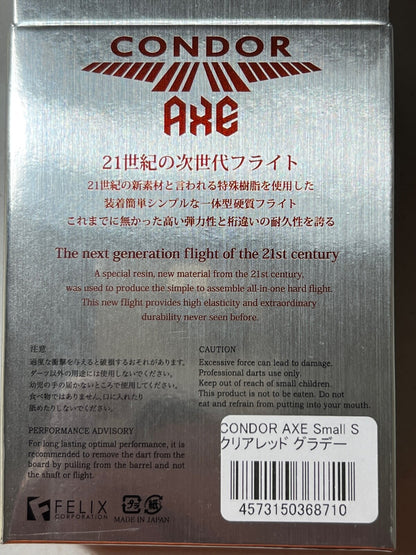 CONDOR
AXE
21世紀の次世代フライト
21世紀の新素材と言われる特殊樹脂を使用した
装着簡単シンプルな一体型硬質フライト
これまでに無かった高い弾力性と桁違いの耐久性を誇る
The next generation flight of the 21st century
A special resin, new material from the 21st century,
was used to produce the simple to assemble all-in-one hard flight.
This new flight provides high elasticity and extraordinary
durability never seen before.
注意
過度な衝撃を与えると破損するおそれがあります。
ダーツ以外の用途には使用しないでください。
幼児の手の届かないところで使用してください。
食べ物ではありません。口に入れたり
舐めたりしないでください。
PERFORMANCE ADVISORY
For long lasting optimal performance, it is
recommended to remove the dart from the
board by pulling from the barrel and not
the shaft or flight.
CAUTION
Excessive force can lead to damage.
Professional darts use only.
Keep out of reach of small children.
This product is not to be eaten. Do not
eat and refrain from putting into your mouth.
CONDOR AXE Small S
クリアレッド グラデー
4573150368710
FELIX
CORPORATION
プラ
紙
MADE IN JAPAN